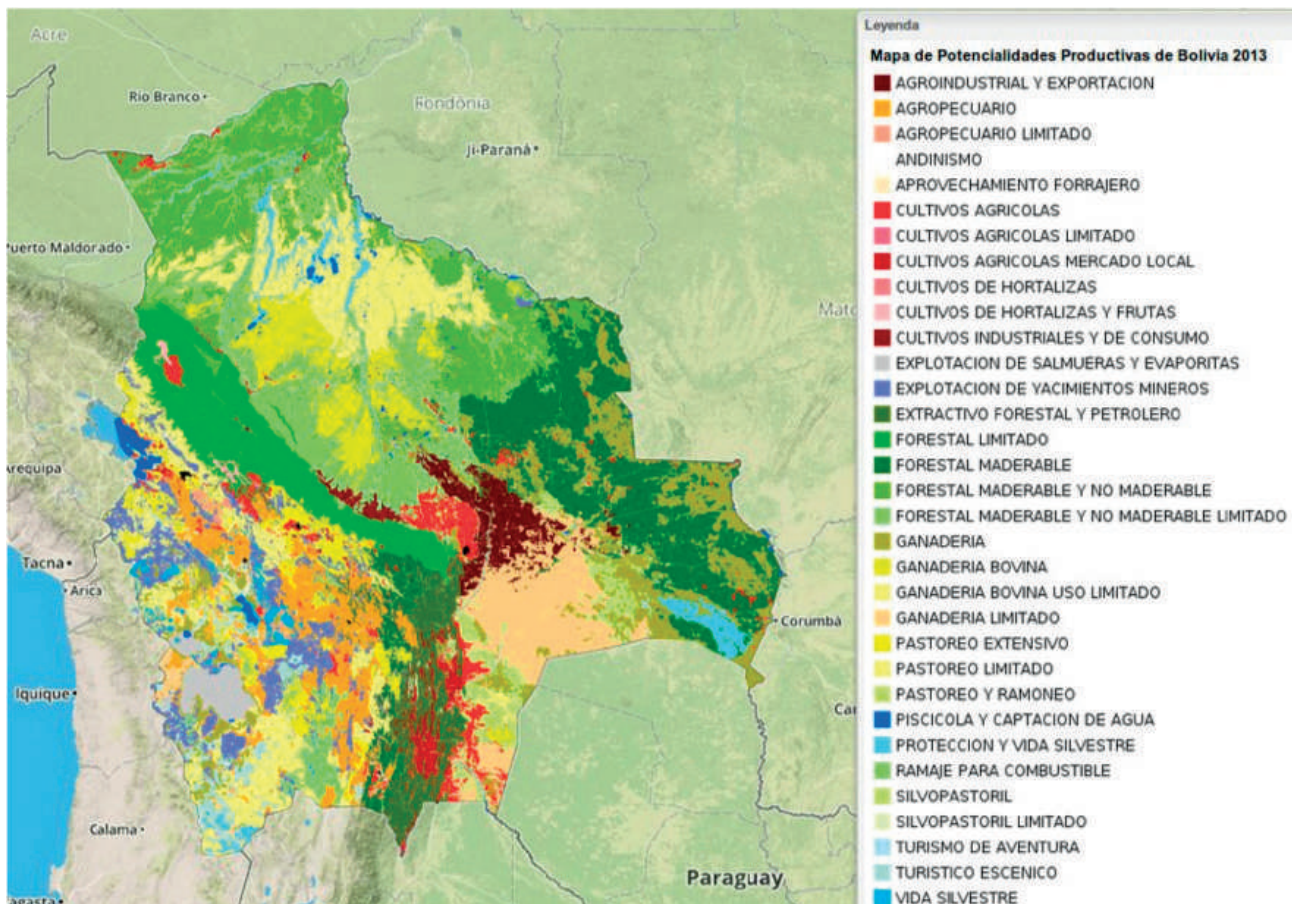 Acre
Rio Branco
Rondônia
Ji-Paraná
Puerto Maldorado
Arequipa
Tacna
Arica
Iquique
Calama
Corumbá
Paraguay
Leyenda
Mapa de Potencialidades Productivas de Bolivia 2013
AGROINDUSTRIAL Y EXPORTACION
AGROPECUARIO
AGROPECUARIO LIMITADO
ANDINISMO
APROVECHAMIENTO FORRAJERO
CULTIVOS AGRICOLAS
CULTIVOS AGRICOLAS LIMITADO
CULTIVOS AGRICOLAS MERCADO LOCAL
CULTIVOS DE HORTALIZAS
CULTIVOS DE HORTALIZAS Y FRUTAS
CULTIVOS INDUSTRIALES Y DE CONSUMO
EXPLOTACION DE SALMUERAS Y EVAPORITAS
EXPLOTACION DE YACIMIENTOS MINEROS
EXTRACTIVO FORESTAL Y PETROLERO
FORESTAL LIMITADO
FORESTAL MADERABLE
FORESTAL MADERABLE Y NO MADERABLE
FORESTAL MADERABLE Y NO MADERABLE LIMITADO
GANADERIA
GANADERIA BOVINA
GANADERIA BOVINA USO LIMITADO
GANADERIA LIMITADO
PASTOREO EXTENSIVO
PASTOREO LIMITADO
PASTOREO Y RAMONEO
PISCICOLA Y CAPTACION DE AGUA
PROTECCION Y VIDA SILVESTRE
RAMAJE PARA COMBUSTIBLE
SILVOPASTORIL
SILVOPASTORIL LIMITADO
TURISMO DE AVENTURA
TURISTICO ESCENICO
VIDA SILVESTRE